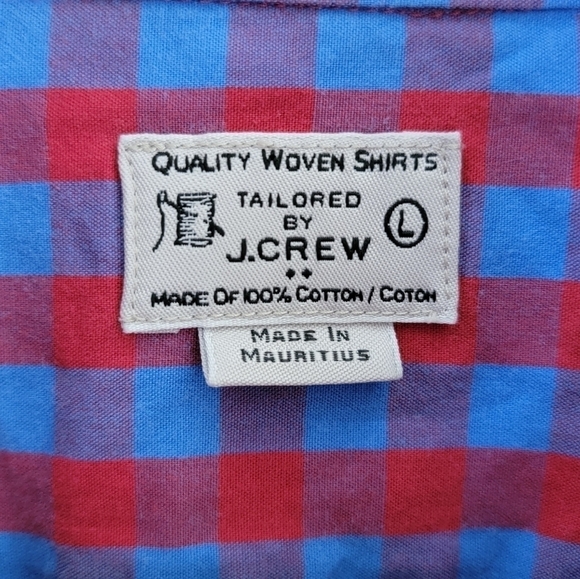 QUALITY WOVEN SHIRTS
TAILORED
BY
L
J.CREW
MADE OF 100% COTTON / COTON
MADE IN
MAURITIUS